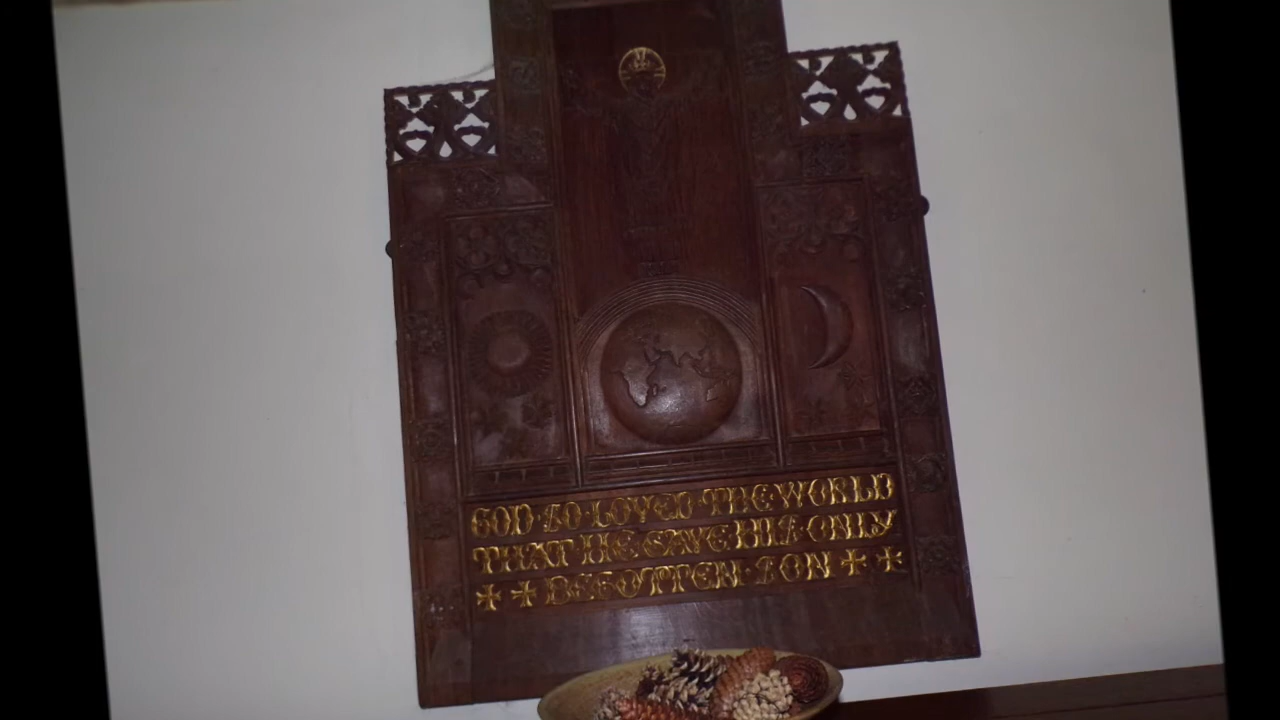 GOD·SO·LOVED·THE·WORLD
THAT HE GAVE HIS·ONLY
✠ ✠ BEGOTTEN·SON ✠ ✠